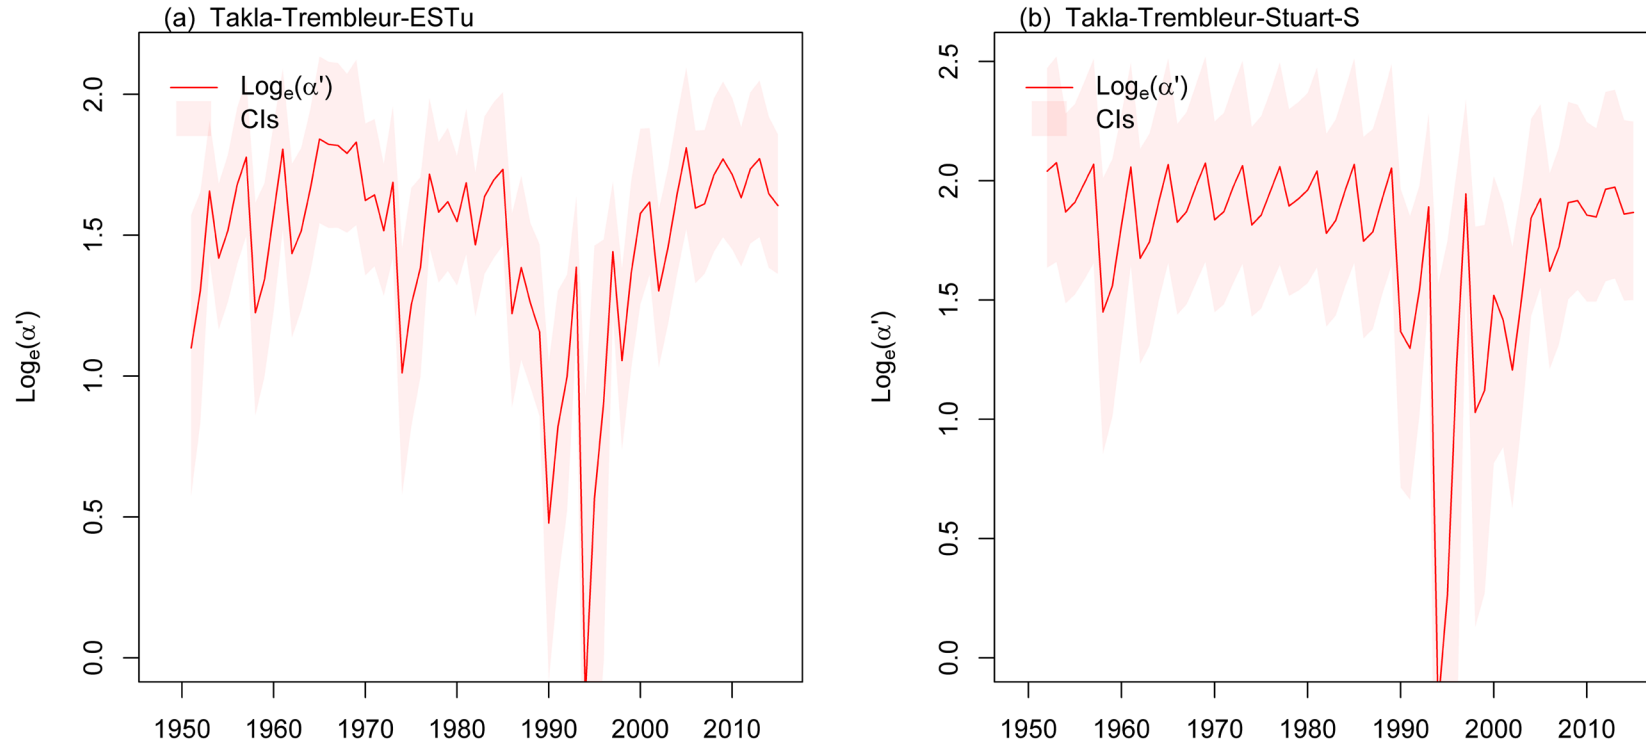 (a) Takla-Trembleur-ESTu
Logₑ(α')
CIs
2.0
1.5
1.0
0.5
0.0
Logₑ(α')
1950 1960 1970 1980 1990 2000 2010
(b) Takla-Trembleur-Stuart-S
Logₑ(α')
CIs
2.5
2.0
1.5
1.0
0.5
0.0
Logₑ(α')
1950 1960 1970 1980 1990 2000 2010